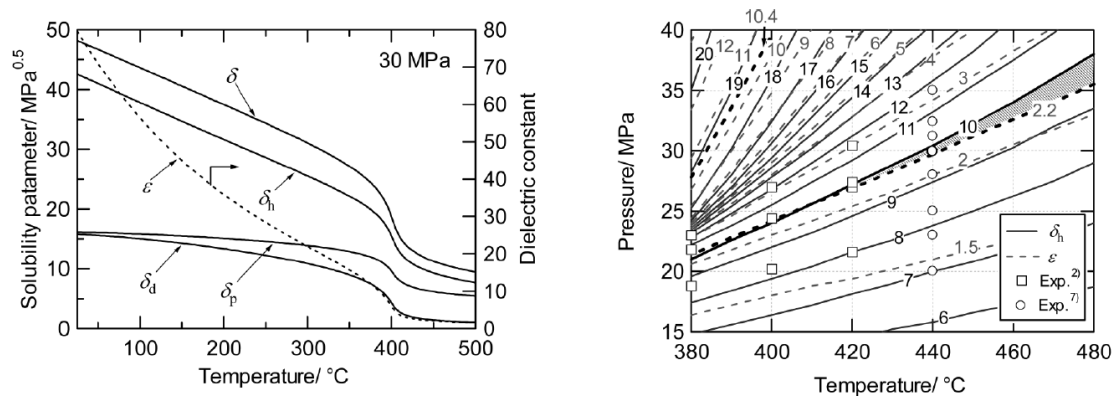 50
40
30
20
10
0
Solubility patameter/ MPa^0.5
80
70
60
50
40
30
20
10
0
Dielectric constant
30 MPa
δ
ε
δh
δd
δp
100 200 300 400 500
Temperature/ °C
40
35
30
25
20
15
Pressure/ MPa
10.4
20 12 11 10 9 8 7 6 5 4 3
19 18 17 16 15 14 13 12 11
10
2.2
2
9
8
1.5
7
6
δh
ε
Exp.2)
Exp.7)
380 400 420 440 460 480
Temperature/ °C